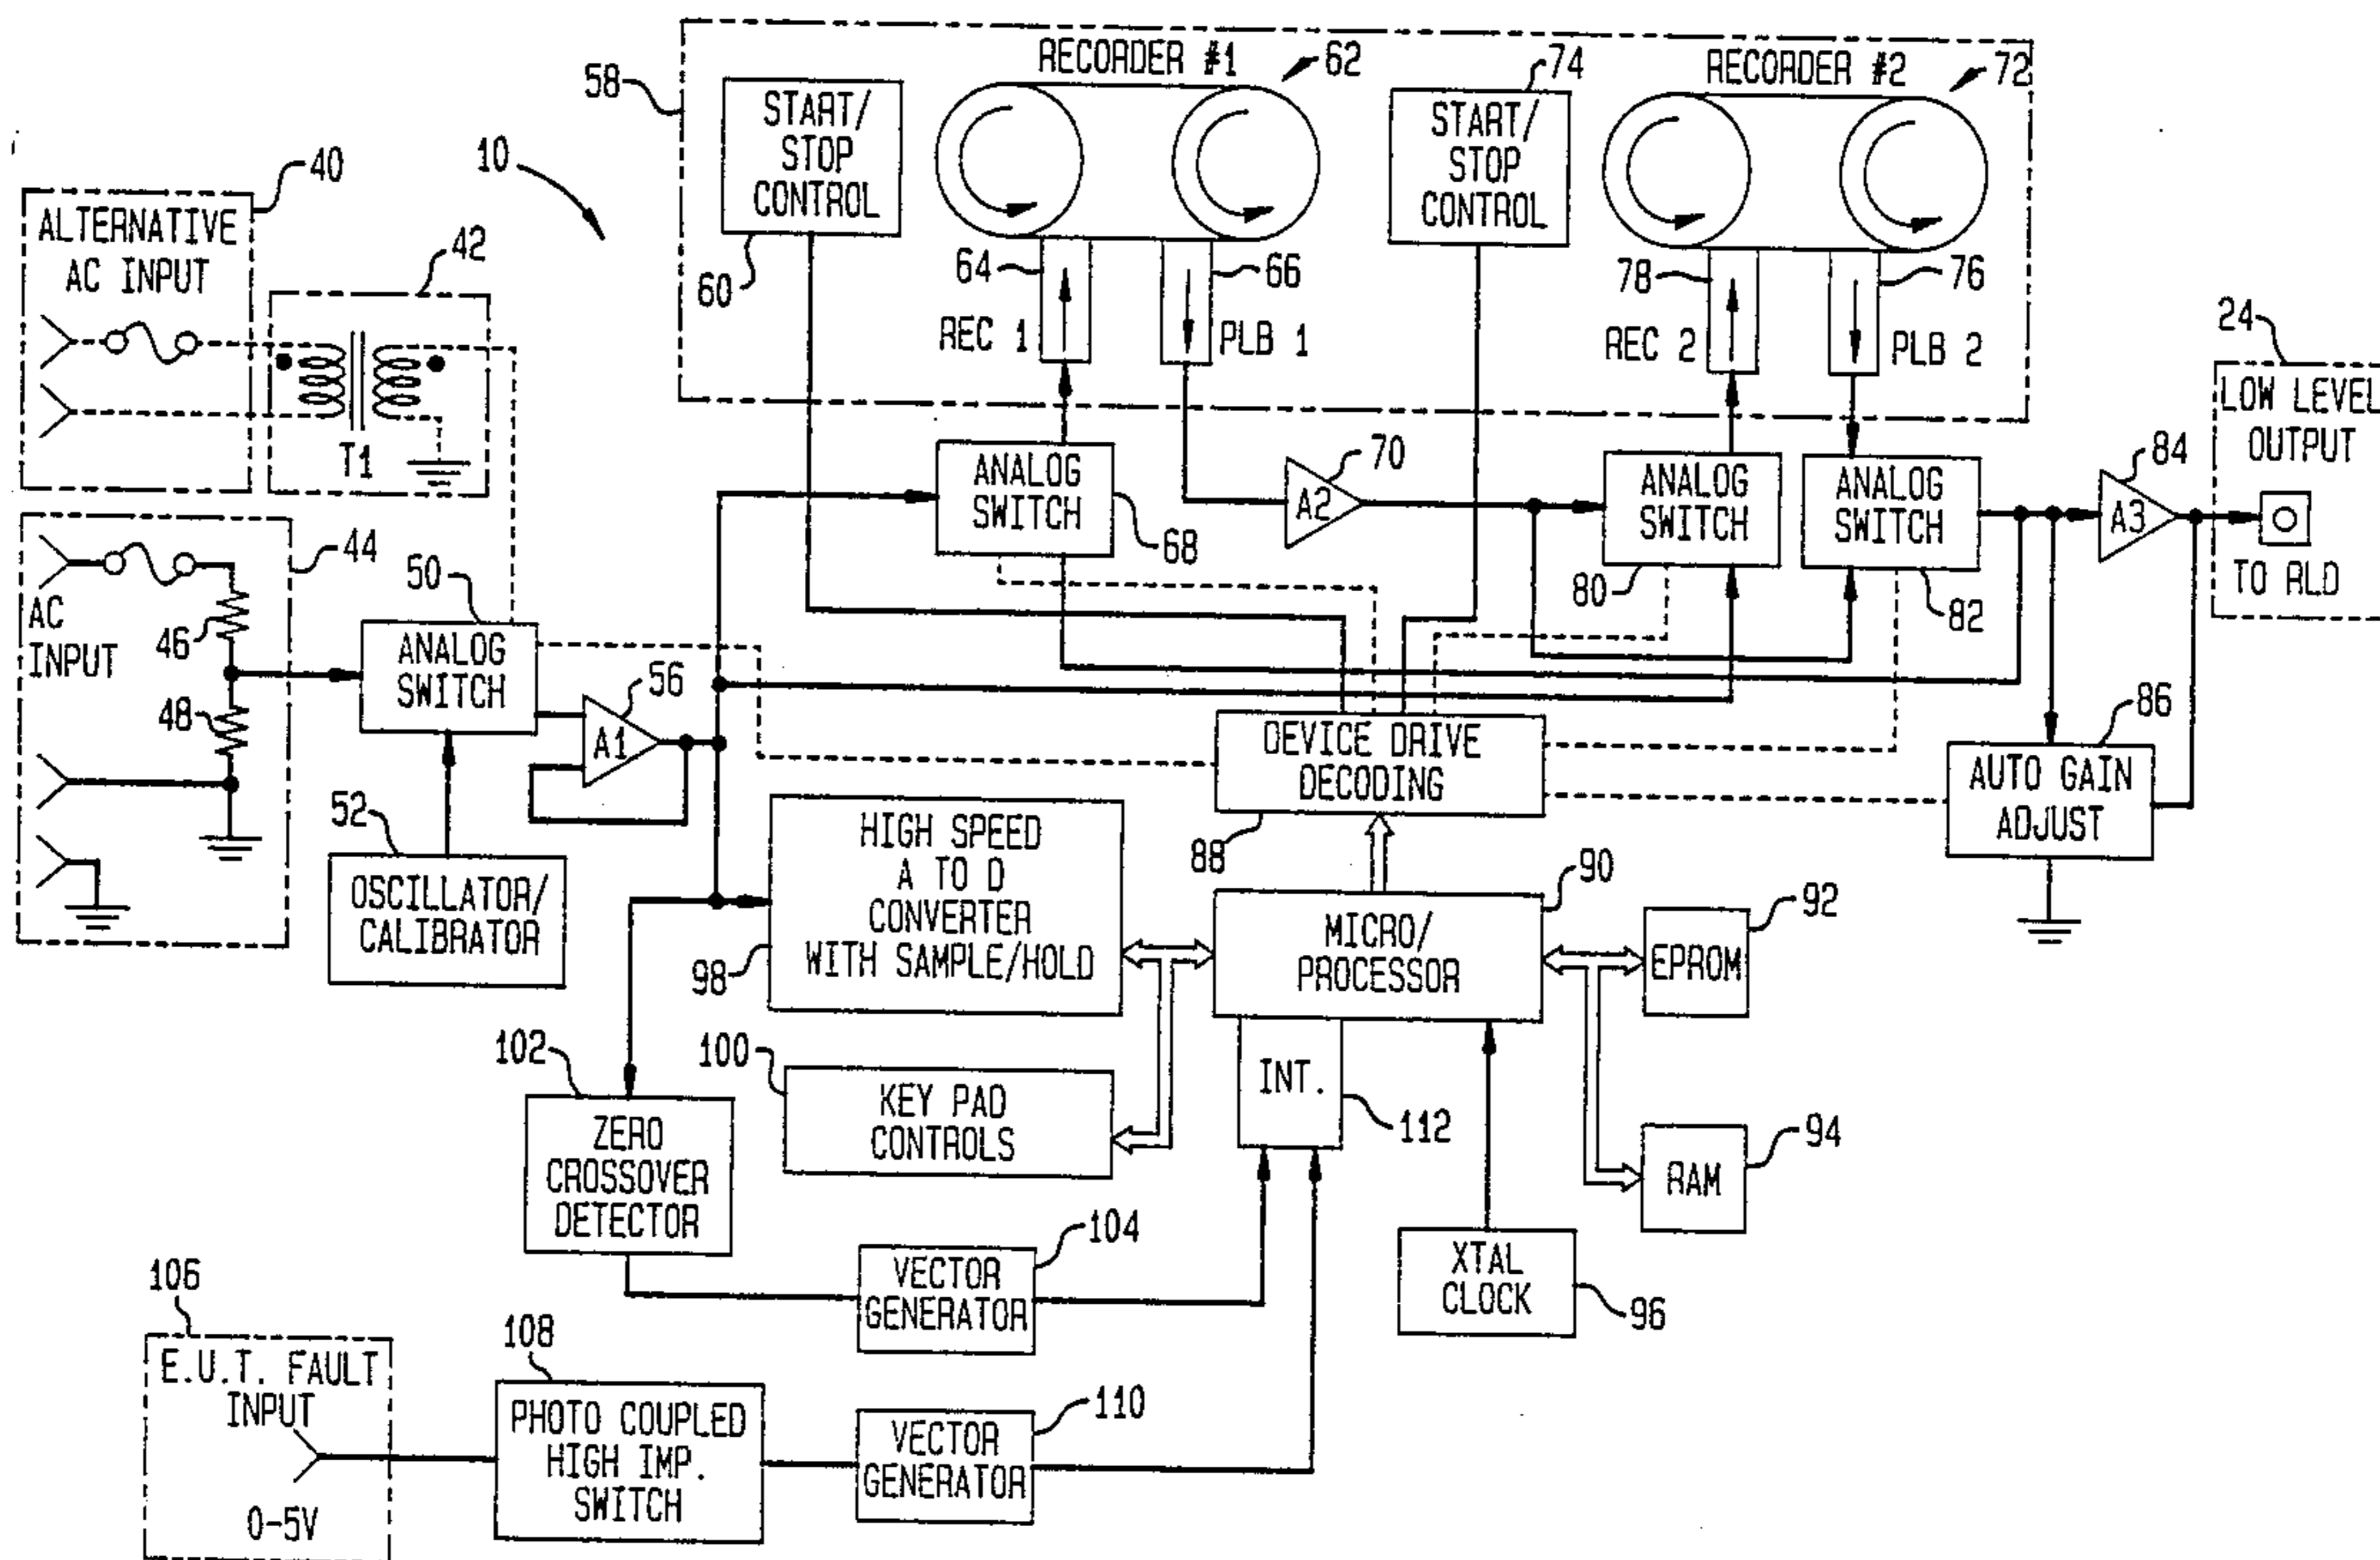 RECORDER #1
62
74
RECORDER #2
72
58
START/
STOP
CONTROL
START/
STOP
CONTROL
10
40
ALTERNATIVE
AC INPUT
42
60
64
66
78
76
REC 1
PLB 1
REC 2
PLB 2
24
T1
LOW LEVEL
OUTPUT
TO RLD
ANALOG
SWITCH
68
A2
70
ANALOG
SWITCH
80
ANALOG
SWITCH
82
A3
84
44
AC
INPUT
46
48
50
ANALOG
SWITCH
56
A1
DEVICE DRIVE
DECODING
88
86
AUTO GAIN
ADJUST
52
OSCILLATOR/
CALIBRATOR
HIGH SPEED
A TO D
CONVERTER
WITH SAMPLE/HOLD
98
MICRO/
PROCESSOR
90
EPROM
92
102
ZERO
CROSSOVER
DETECTOR
100
KEY PAD
CONTROLS
INT.
112
RAM
94
VECTOR
GENERATOR
104
XTAL
CLOCK
96
106
E.U.T. FAULT
INPUT
0-5V
108
PHOTO COUPLED
HIGH IMP.
SWITCH
VECTOR
GENERATOR
110